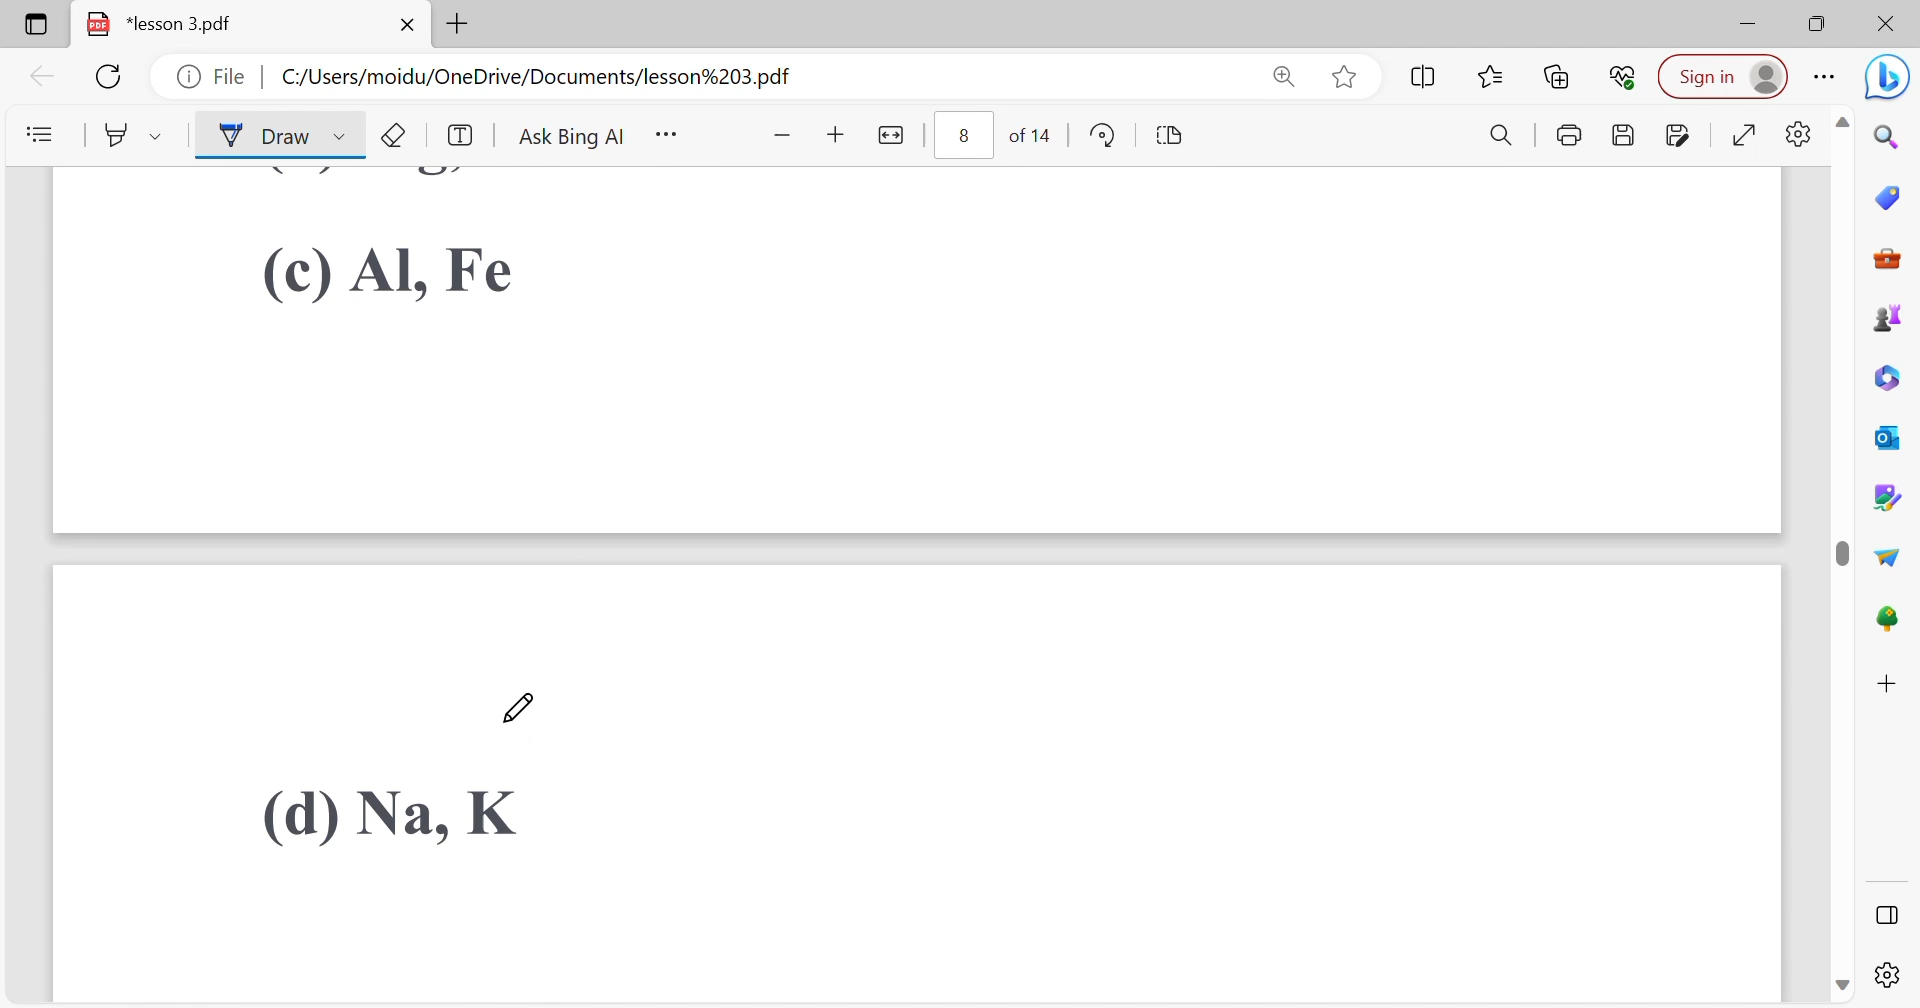 *lesson 3.pdf
File
C:/Users/moidu/OneDrive/Documents/lesson%203.pdf
Sign in
Draw
Ask Bing AI
8 of 14
(c) Al, Fe
(d) Na, K